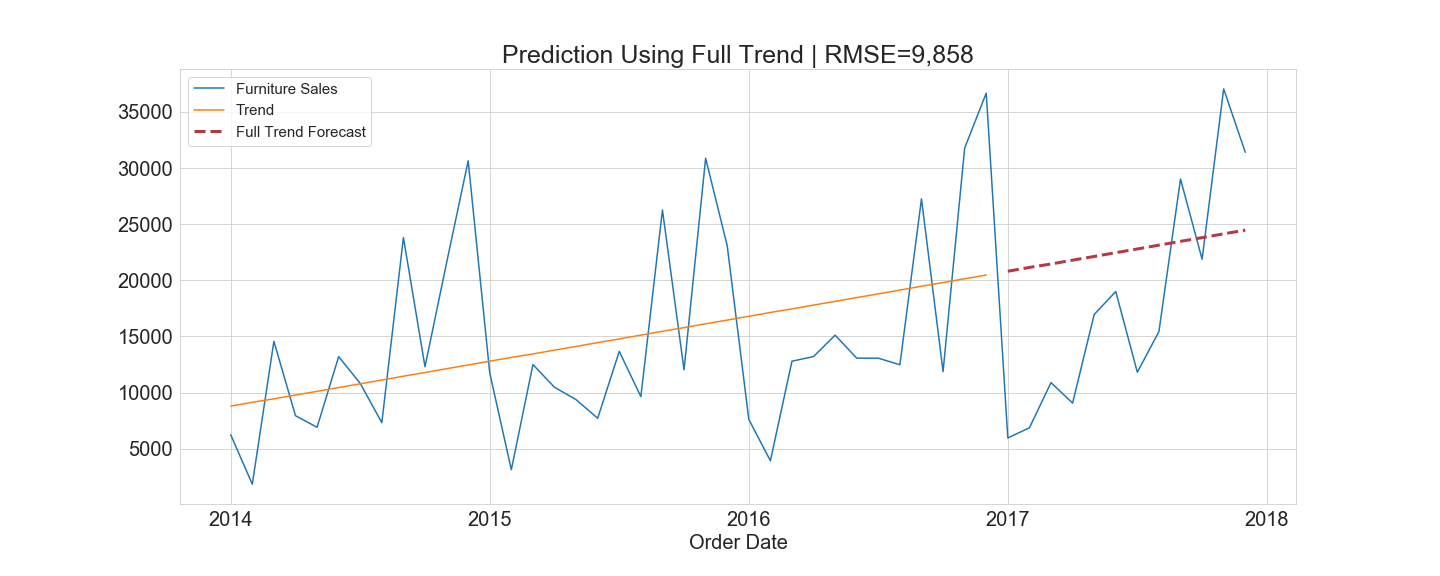 Prediction Using Full Trend | RMSE=9,858
Furniture Sales
Trend
Full Trend Forecast
35000
30000
25000
20000
15000
10000
5000
2014 2015 2016 2017 2018
Order Date